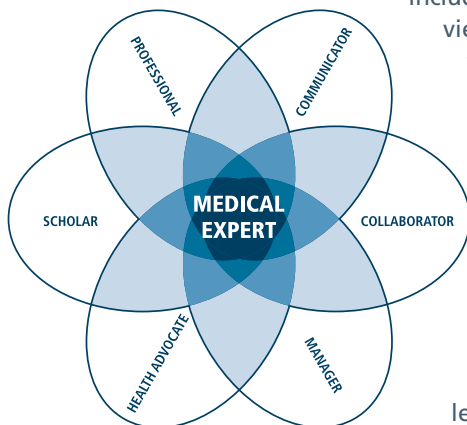 PROFESSIONAL
COMMUNICATOR
MEDICAL
EXPERT
SCHOLAR
COLLABORATOR
HEALTH ADVOCATE
MANAGER